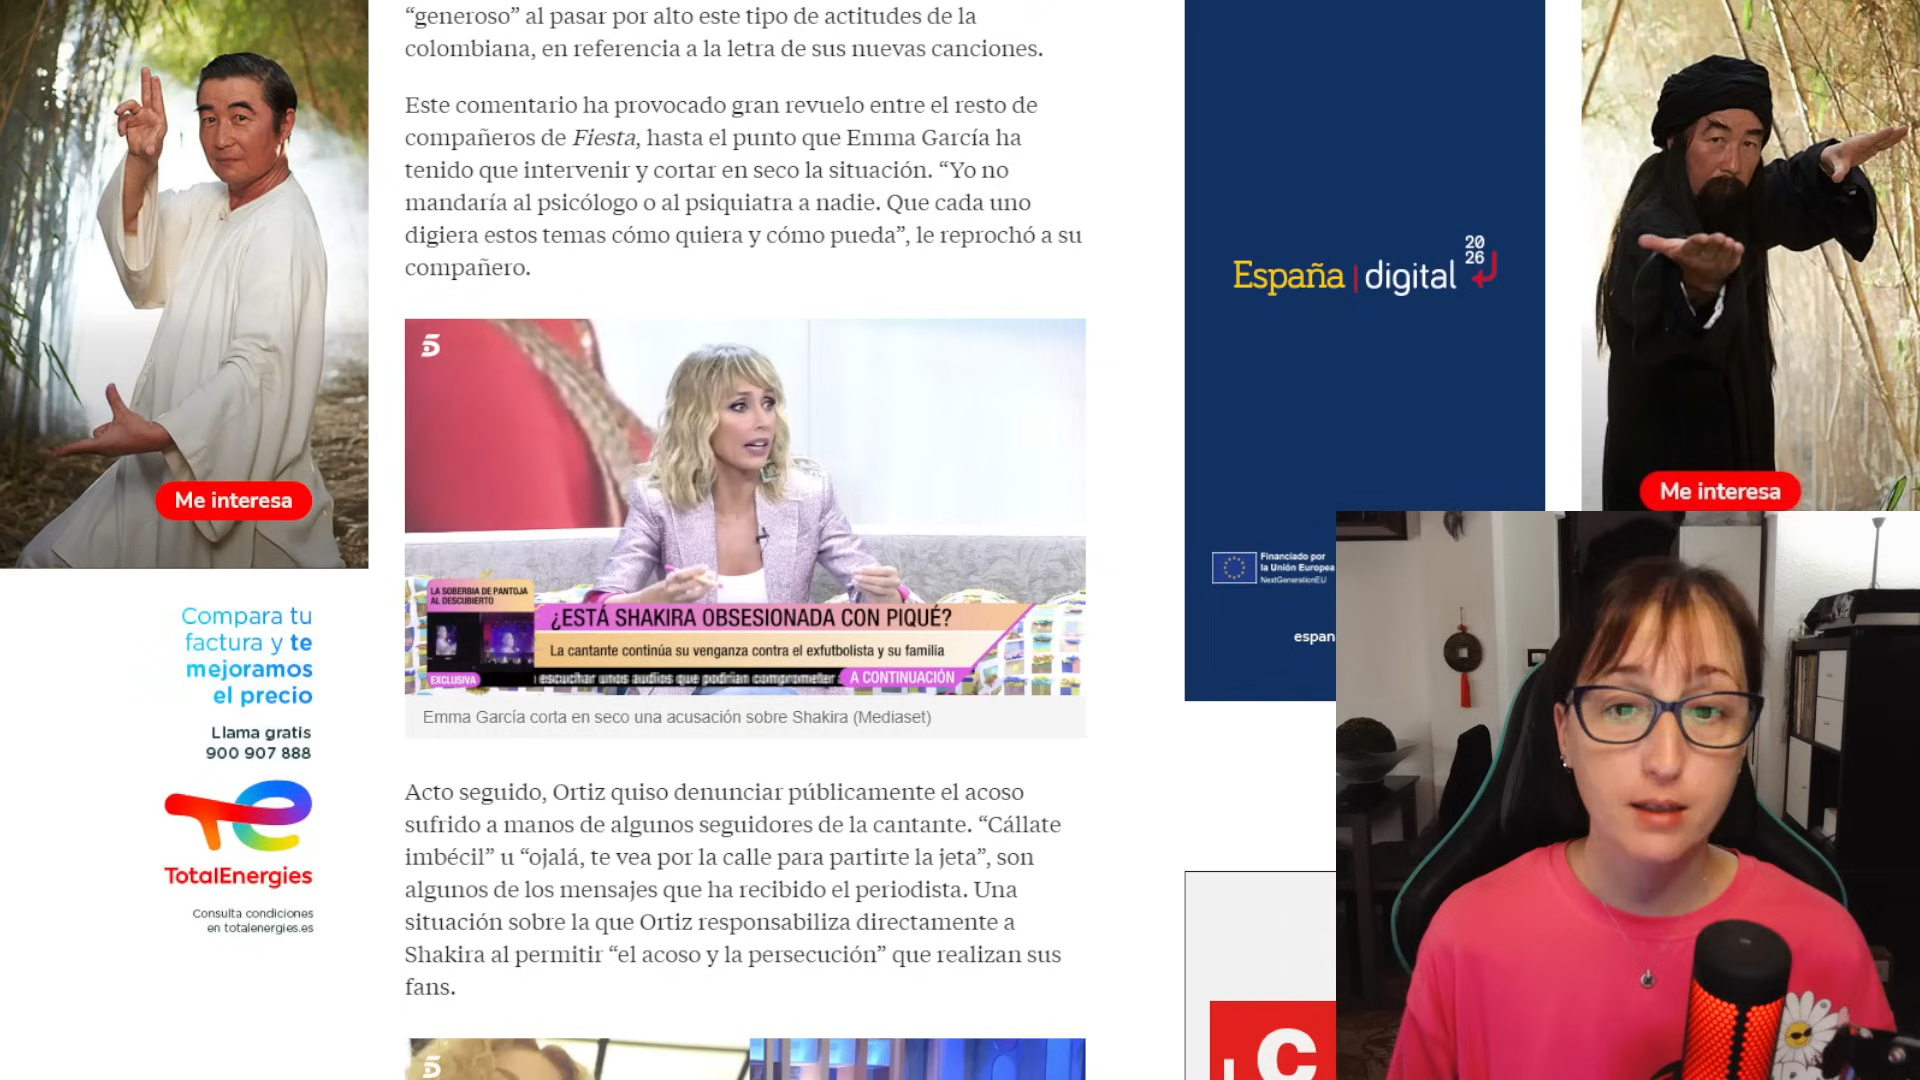 “generoso” al pasar por alto este tipo de actitudes de la
colombiana, en referencia a la letra de sus nuevas canciones.
Este comentario ha provocado gran revuelo entre el resto de
compañeros de Fiesta, hasta el punto que Emma García ha
tenido que intervenir y cortar en seco la situación. “Yo no
mandaría al psicólogo o al psiquiatra a nadie. Que cada uno
digiera estos temas cómo quiera y cómo pueda”, le reprochó a su
compañero.
5
LA SOBERBIA DE PANTOJA
AL DESCUBIERTO
¿ESTÁ SHAKIRA OBSESIONADA CON PIQUÉ?
La cantante continúa su venganza contra el exfutbolista y su familia
EXCLUSIVA
escuchar unos audios que podrían comprometer
A CONTINUACIÓN
Emma García corta en seco una acusación sobre Shakira (Mediaset)
Acto seguido, Ortiz quiso denunciar públicamente el acoso
sufrido a manos de algunos seguidores de la cantante. “Cállate
imbécil” u “ojalá, te vea por la calle para partirte la jeta”, son
algunos de los mensajes que ha recibido el periodista. Una
situación sobre la que Ortiz responsabiliza directamente a
Shakira al permitir “el acoso y la persecución” que realizan sus
fans.
5
Me interesa
Compara tu
factura y te
mejoramos
el precio
Llama gratis
900 907 888
TotalEnergies
Consulta condiciones
en totalenergies.es
España | digital 20
26
Financiado por
la Unión Europea
NextGenerationEU
espan
Me interesa
C